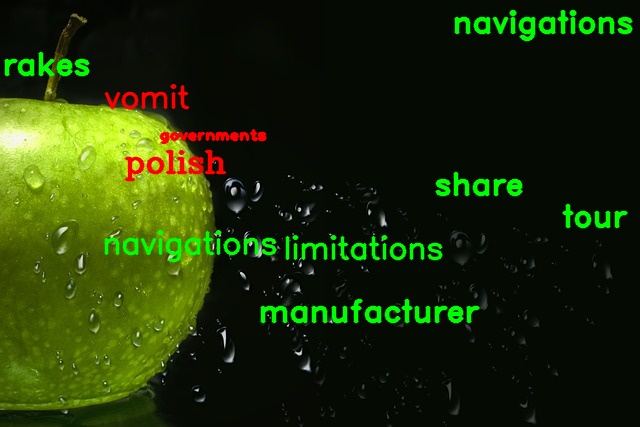 navigations
rakes
vomit
governments
polish
share
tour
navigations limitations
manufacturer